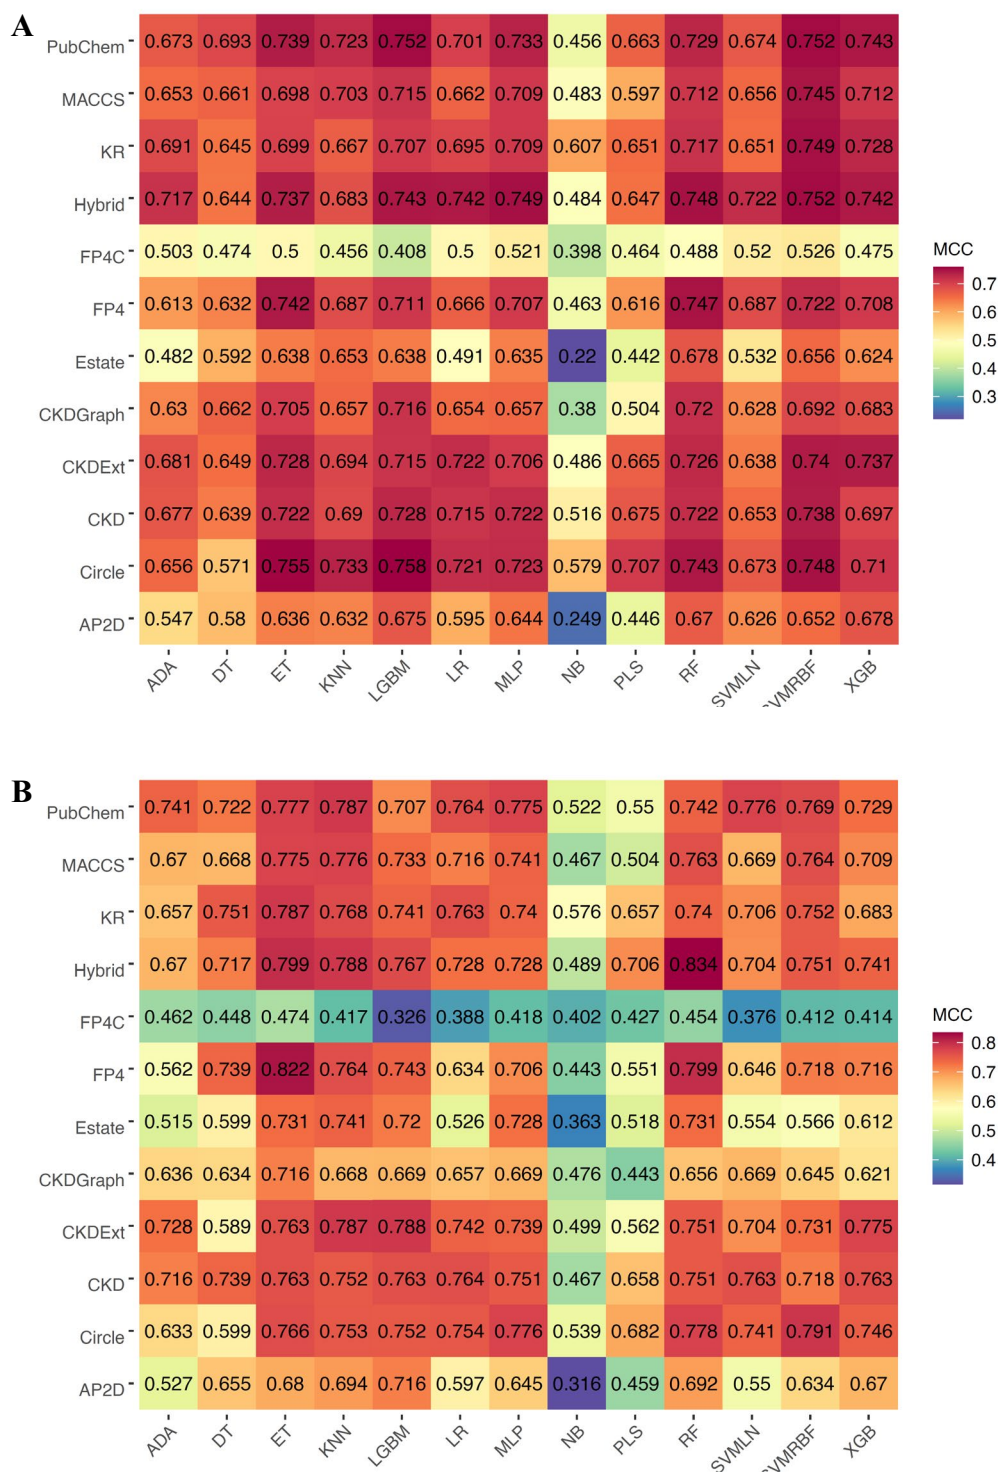 A
PubChem 0.673 0.693 0.739 0.723 0.752 0.701 0.733 0.456 0.663 0.729 0.674 0.752 0.743
MACCS 0.653 0.661 0.698 0.703 0.715 0.662 0.709 0.483 0.597 0.712 0.656 0.745 0.712
KR 0.691 0.645 0.699 0.667 0.707 0.695 0.709 0.607 0.651 0.717 0.651 0.749 0.728
Hybrid 0.717 0.644 0.737 0.683 0.743 0.742 0.749 0.484 0.647 0.748 0.722 0.752 0.742
FP4C 0.503 0.474 0.5 0.456 0.408 0.5 0.521 0.398 0.464 0.488 0.52 0.526 0.475
FP4 0.613 0.632 0.742 0.687 0.711 0.666 0.707 0.463 0.616 0.747 0.687 0.722 0.708
Estate 0.482 0.592 0.638 0.653 0.638 0.491 0.635 0.22 0.442 0.678 0.532 0.656 0.624
CKDGraph 0.63 0.662 0.705 0.657 0.716 0.654 0.657 0.38 0.504 0.72 0.628 0.692 0.683
CKDExt 0.681 0.649 0.728 0.694 0.715 0.722 0.706 0.486 0.665 0.726 0.638 0.74 0.737
CKD 0.677 0.639 0.722 0.69 0.728 0.715 0.722 0.516 0.675 0.722 0.653 0.738 0.697
Circle 0.656 0.571 0.755 0.733 0.758 0.721 0.723 0.579 0.707 0.743 0.673 0.748 0.71
AP2D 0.547 0.58 0.636 0.632 0.675 0.595 0.644 0.249 0.446 0.67 0.626 0.652 0.678
ADA DT ET KNN LGBM LR MLP NB PLS RF SVMLN SVMRBF XGB
MCC
0.7
0.6
0.5
0.4
0.3
B
PubChem 0.741 0.722 0.777 0.787 0.707 0.764 0.775 0.522 0.55 0.742 0.776 0.769 0.729
MACCS 0.67 0.668 0.775 0.776 0.733 0.716 0.741 0.467 0.504 0.763 0.669 0.764 0.709
KR 0.657 0.751 0.787 0.768 0.741 0.763 0.74 0.576 0.657 0.74 0.706 0.752 0.683
Hybrid 0.67 0.717 0.799 0.788 0.767 0.728 0.728 0.489 0.706 0.834 0.704 0.751 0.741
FP4C 0.462 0.448 0.474 0.417 0.326 0.388 0.418 0.402 0.427 0.454 0.376 0.412 0.414
FP4 0.562 0.739 0.822 0.764 0.743 0.634 0.706 0.443 0.551 0.799 0.646 0.718 0.716
Estate 0.515 0.599 0.731 0.741 0.72 0.526 0.728 0.363 0.518 0.731 0.554 0.566 0.612
CKDGraph 0.636 0.634 0.716 0.668 0.669 0.657 0.669 0.476 0.443 0.656 0.669 0.645 0.621
CKDExt 0.728 0.589 0.763 0.787 0.788 0.742 0.739 0.499 0.562 0.751 0.704 0.731 0.775
CKD 0.716 0.739 0.763 0.752 0.763 0.764 0.751 0.467 0.658 0.751 0.763 0.718 0.763
Circle 0.633 0.599 0.766 0.753 0.752 0.754 0.776 0.539 0.682 0.778 0.741 0.791 0.746
AP2D 0.527 0.655 0.68 0.694 0.716 0.597 0.645 0.316 0.459 0.692 0.55 0.634 0.67
ADA DT ET KNN LGBM LR MLP NB PLS RF SVMLN SVMRBF XGB
MCC
0.8
0.7
0.6
0.5
0.4